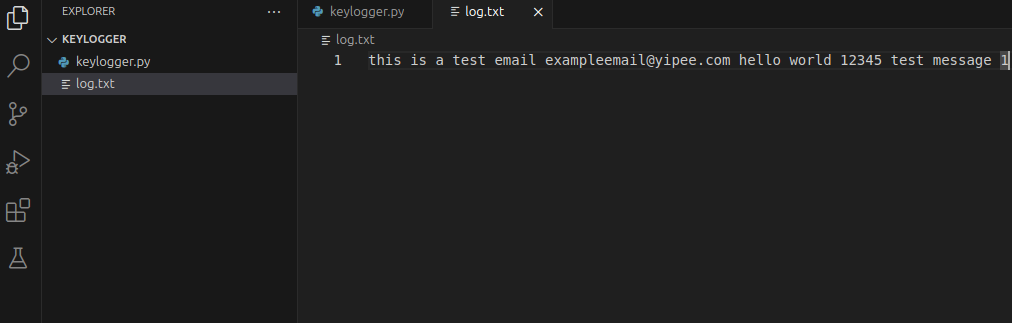 EXPLORER
KEYLOGGER
keylogger.py
log.txt
keylogger.py log.txt
log.txt
1 this is a test email exampleemail@yipee.com hello world 12345 test message 1